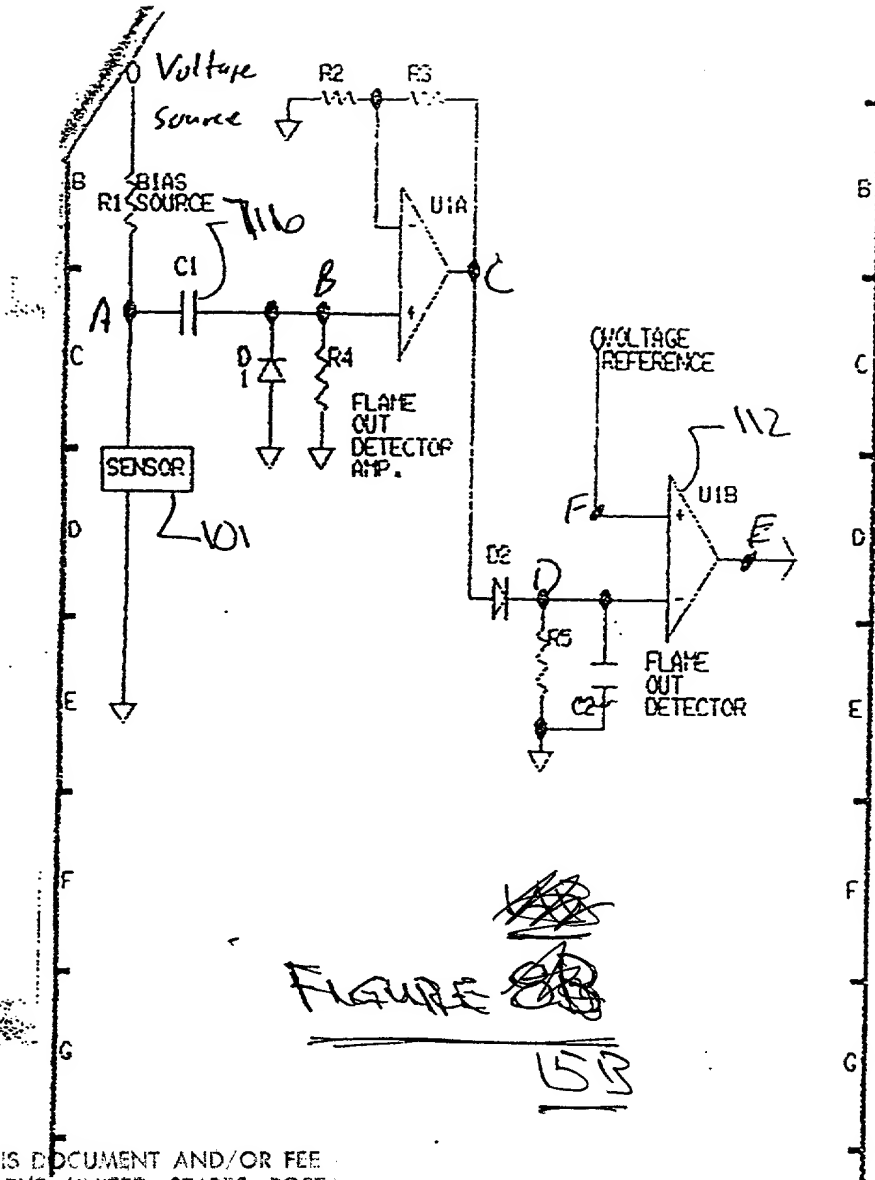 Voltage
source
R2
R3
B
BIAS
R1 SOURCE
116
U1A
B
C1
B
-
C
A
+
VOLTAGE
REFERENCE
C
D
1
R4
C
FLAME
OUT
DETECTOR
AMP.
112
SENSOR
U1B
F
+
E
D
101
D
D2
D
-
R5
FLAME
OUT
DETECTOR
E
C2
E
F
F
FIGURE
G
15B
G
IS DOCUMENT AND/OR FEE